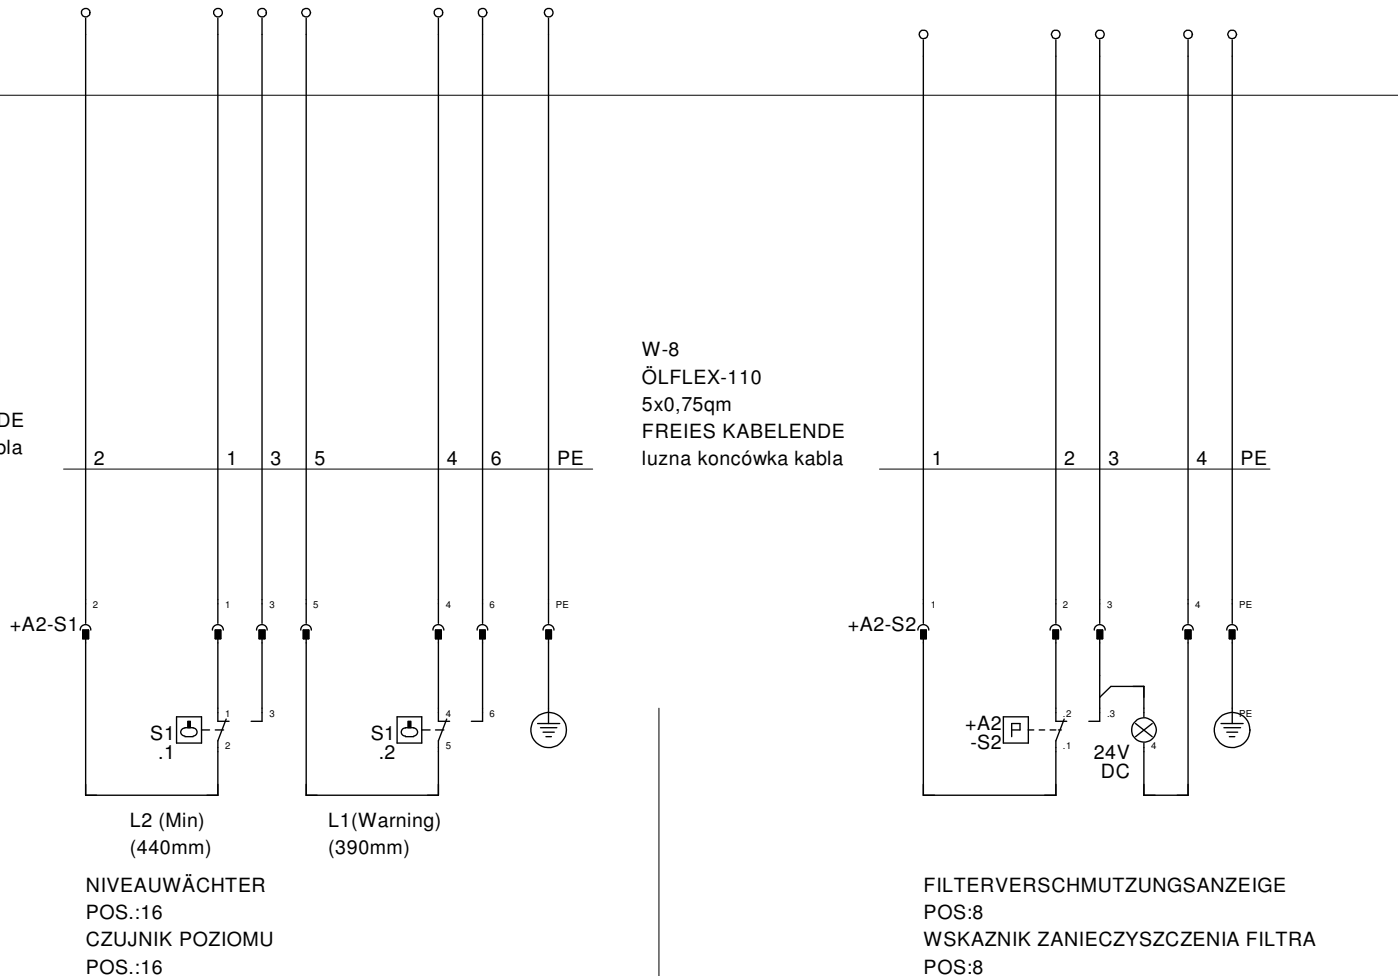 W-8
ÖLFLEX-110
5x0,75qm
FREIES KABELENDE
luzna koncówka kabla
DE
bla
2 1 3 5 4 6 PE
1 2 3 4 PE
2 1 3 5 4 6 PE
1 2 3 4 PE
+A2-S1
+A2-S2
1 3
S1
.1
2
4 6
S1
.2
5
.2 .3 PE
+A2
-S2
.1
4
24V
DC
L2 (Min)
(440mm)
L1(Warning)
(390mm)
NIVEAUWÄCHTER
POS.:16
CZUJNIK POZIOMU
POS.:16
FILTERVERSCHMUTZUNGSANZEIGE
POS:8
WSKAZNIK ZANIECZYSZCZENIA FILTRA
POS:8